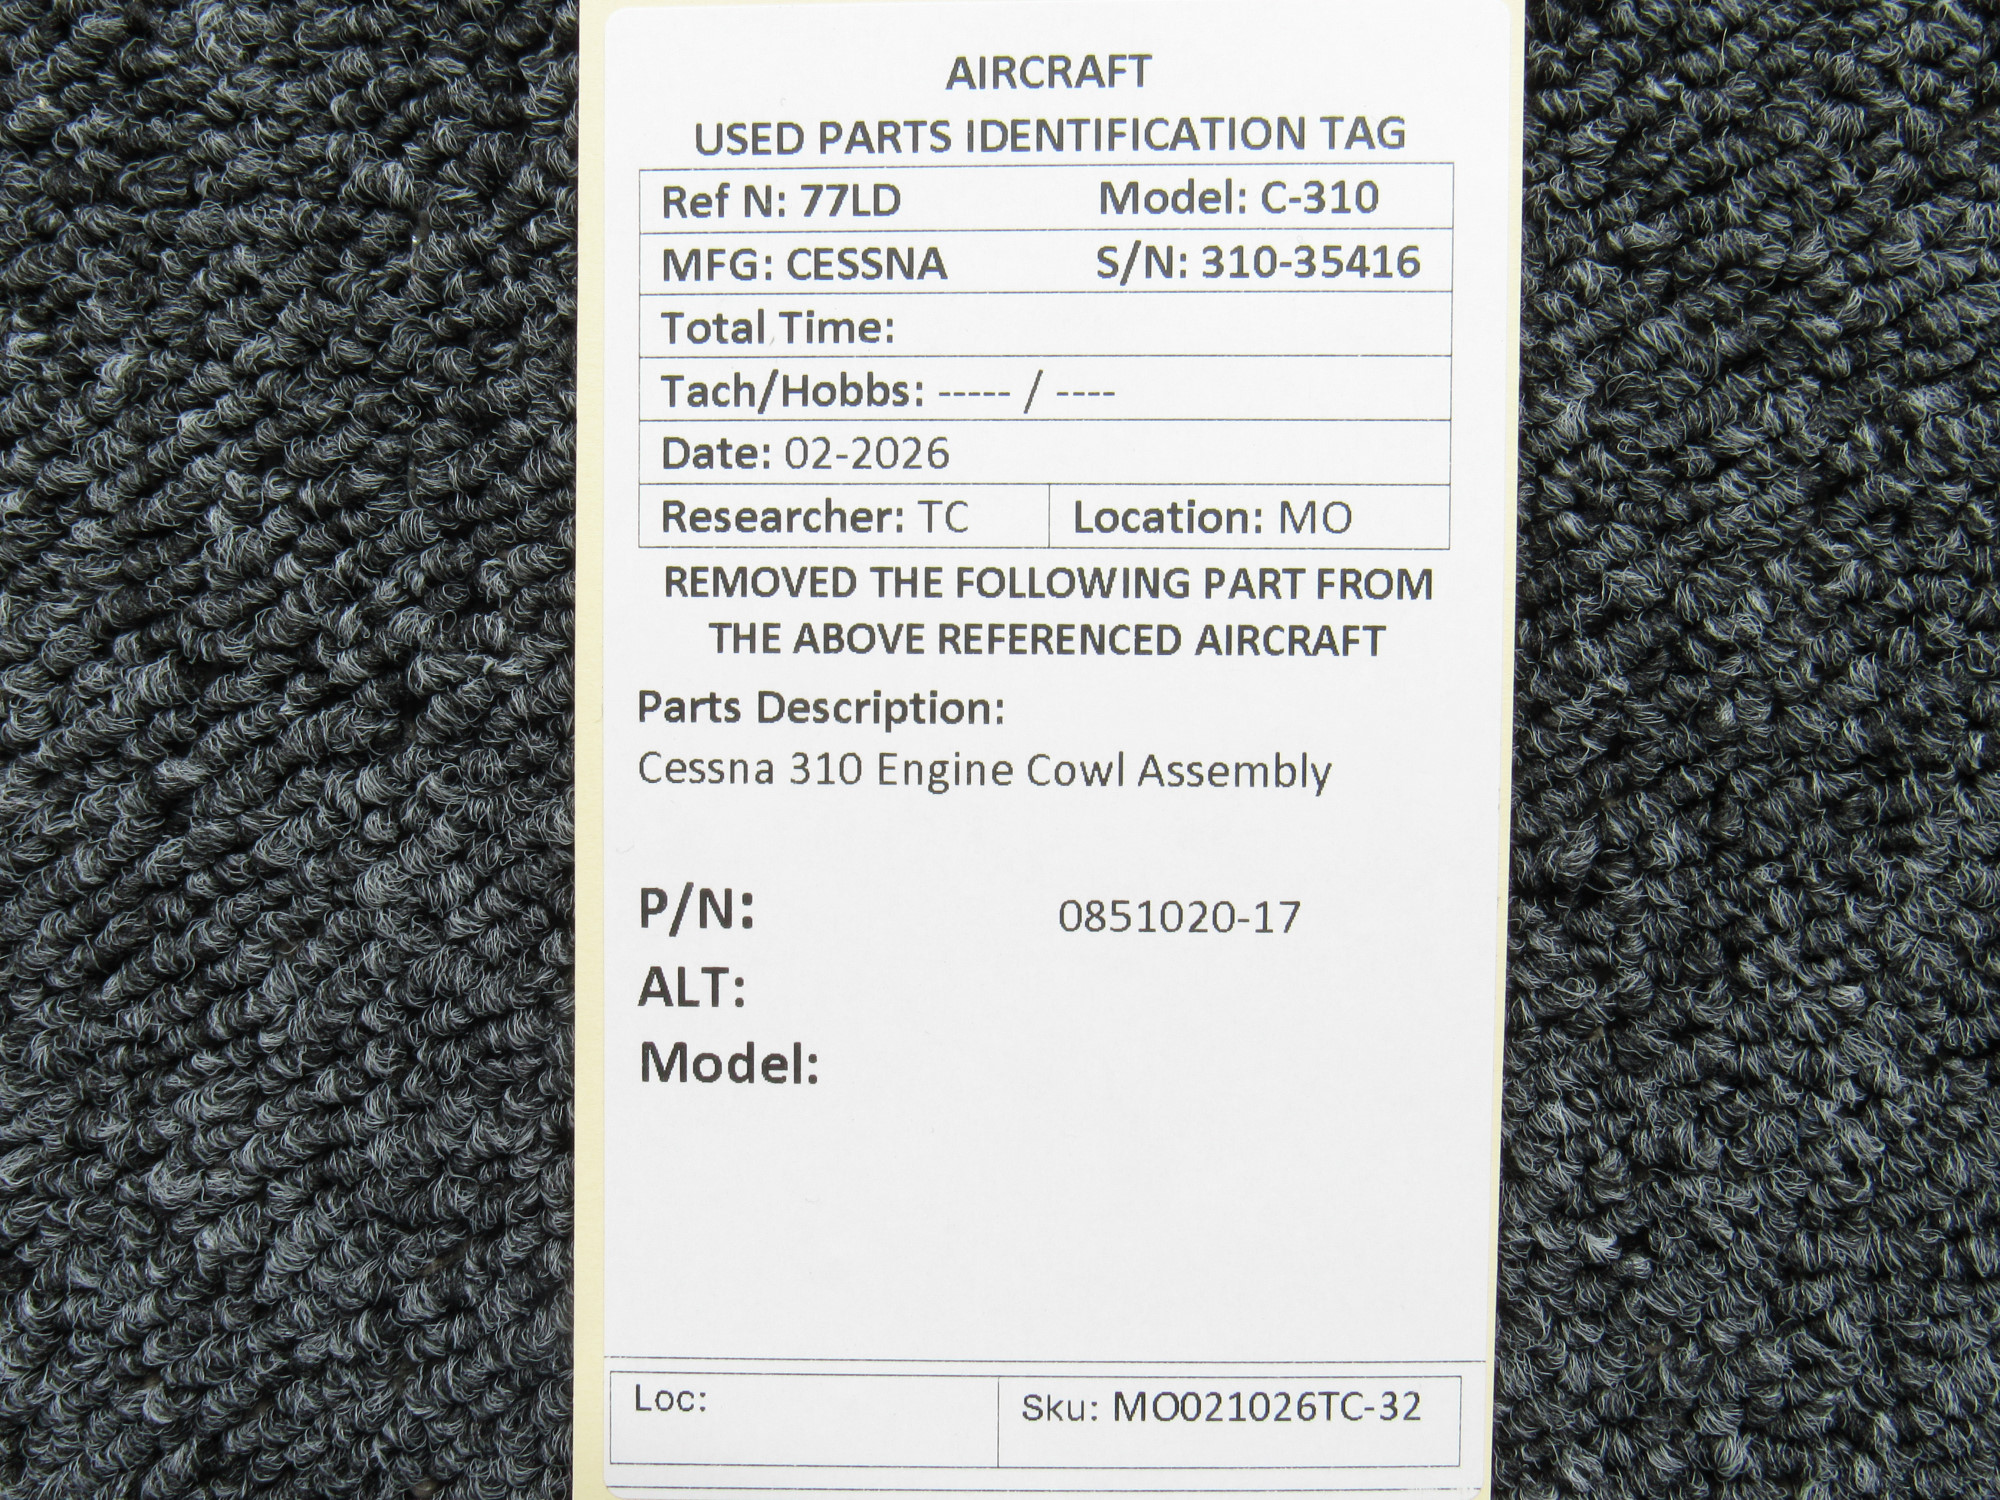 AIRCRAFT
USED PARTS IDENTIFICATION TAG
Ref N: 77LD Model: C-310
MFG: CESSNA S/N: 310-35416
Total Time:
Tach/Hobbs: ----- / ----
Date: 02-2026
Researcher: TC Location: MO
REMOVED THE FOLLOWING PART FROM
THE ABOVE REFERENCED AIRCRAFT
Parts Description:
Cessna 310 Engine Cowl Assembly
P/N: 0851020-17
ALT:
Model:
Loc: Sku: MO021026TC-32